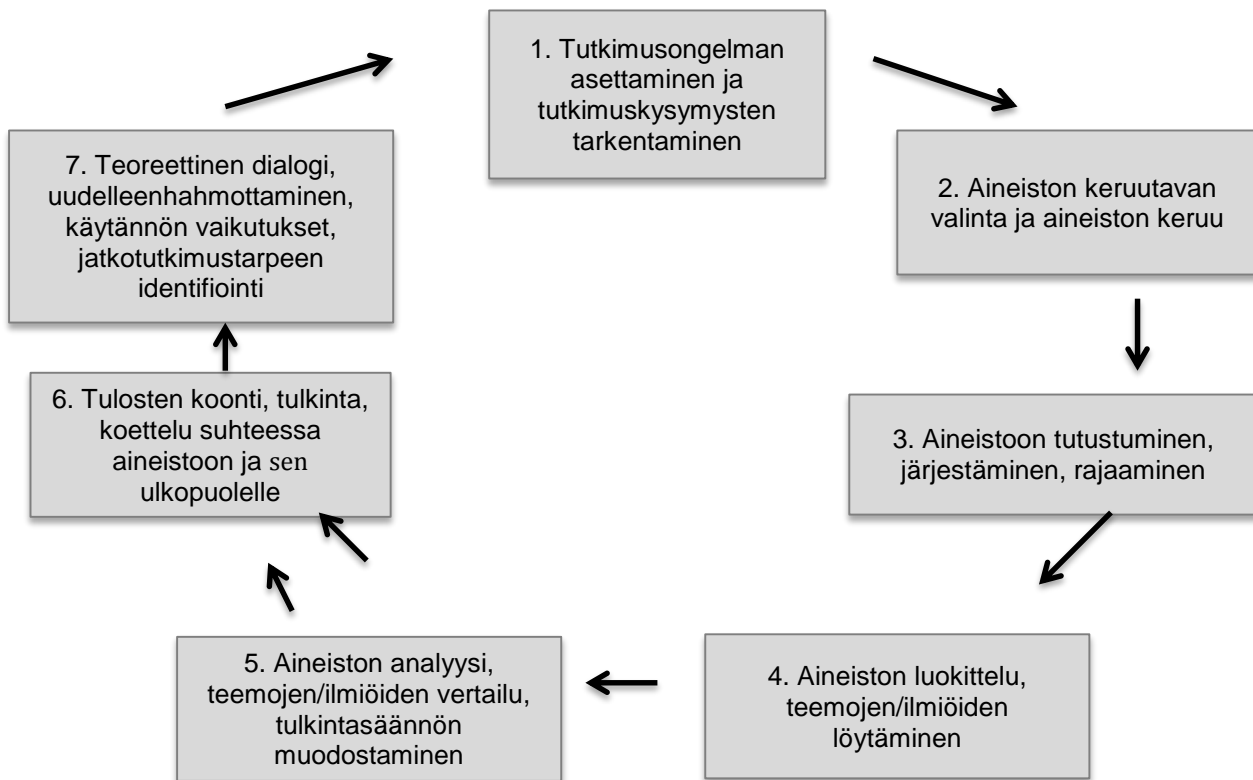 1. Tutkimusongelman
asettaminen ja
tutkimuskysymysten
tarkentaminen
2. Aineiston keruutavan
valinta ja aineiston keruu
3. Aineistoon tutustuminen,
järjestäminen, rajaaminen
4. Aineiston luokittelu,
teemojen/ilmiöiden
löytäminen
5. Aineiston analyysi,
teemojen/ilmiöiden vertailu,
tulkintasäännön
muodostaminen
6. Tulosten koonti, tulkinta,
koettelu suhteessa
aineistoon ja sen
ulkopuolelle
7. Teoreettinen dialogi,
uudelleenhahmottaminen,
käytännön vaikutukset,
jatkotutkimustarpeen
identifiointi